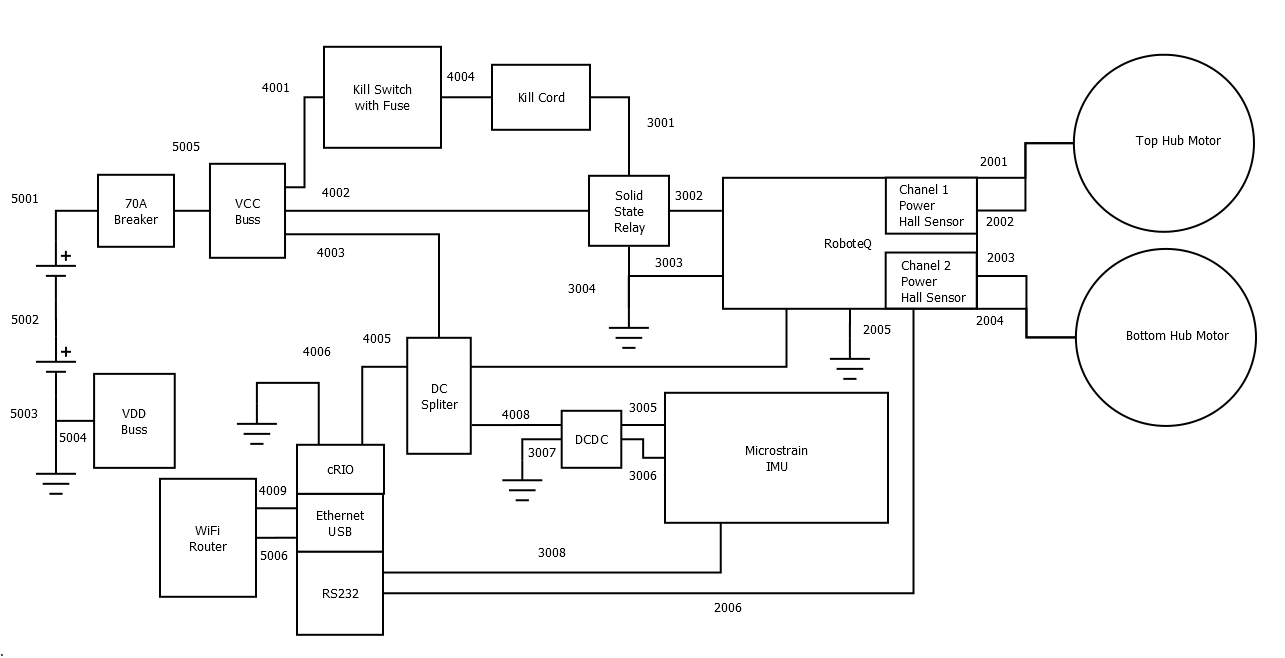 4001
Kill Switch
with Fuse
4004
Kill Cord
3001
5005
5001
70A
Breaker
VCC
Buss
4002
4003
Solid
State
Relay
3002
3003
3004
RoboteQ
Chanel 1
Power
Hall Sensor
Chanel 2
Power
Hall Sensor
2001
2002
2003
2004
2005
Top Hub Motor
Bottom Hub Motor
+
5002
+
5003
5004
VDD
Buss
4006
4005
DC
Spliter
4008
3007
DCDC
3005
3006
Microstrain
IMU
cRIO
Ethernet
USB
RS232
4009
5006
WiFi
Router
3008
2006
.